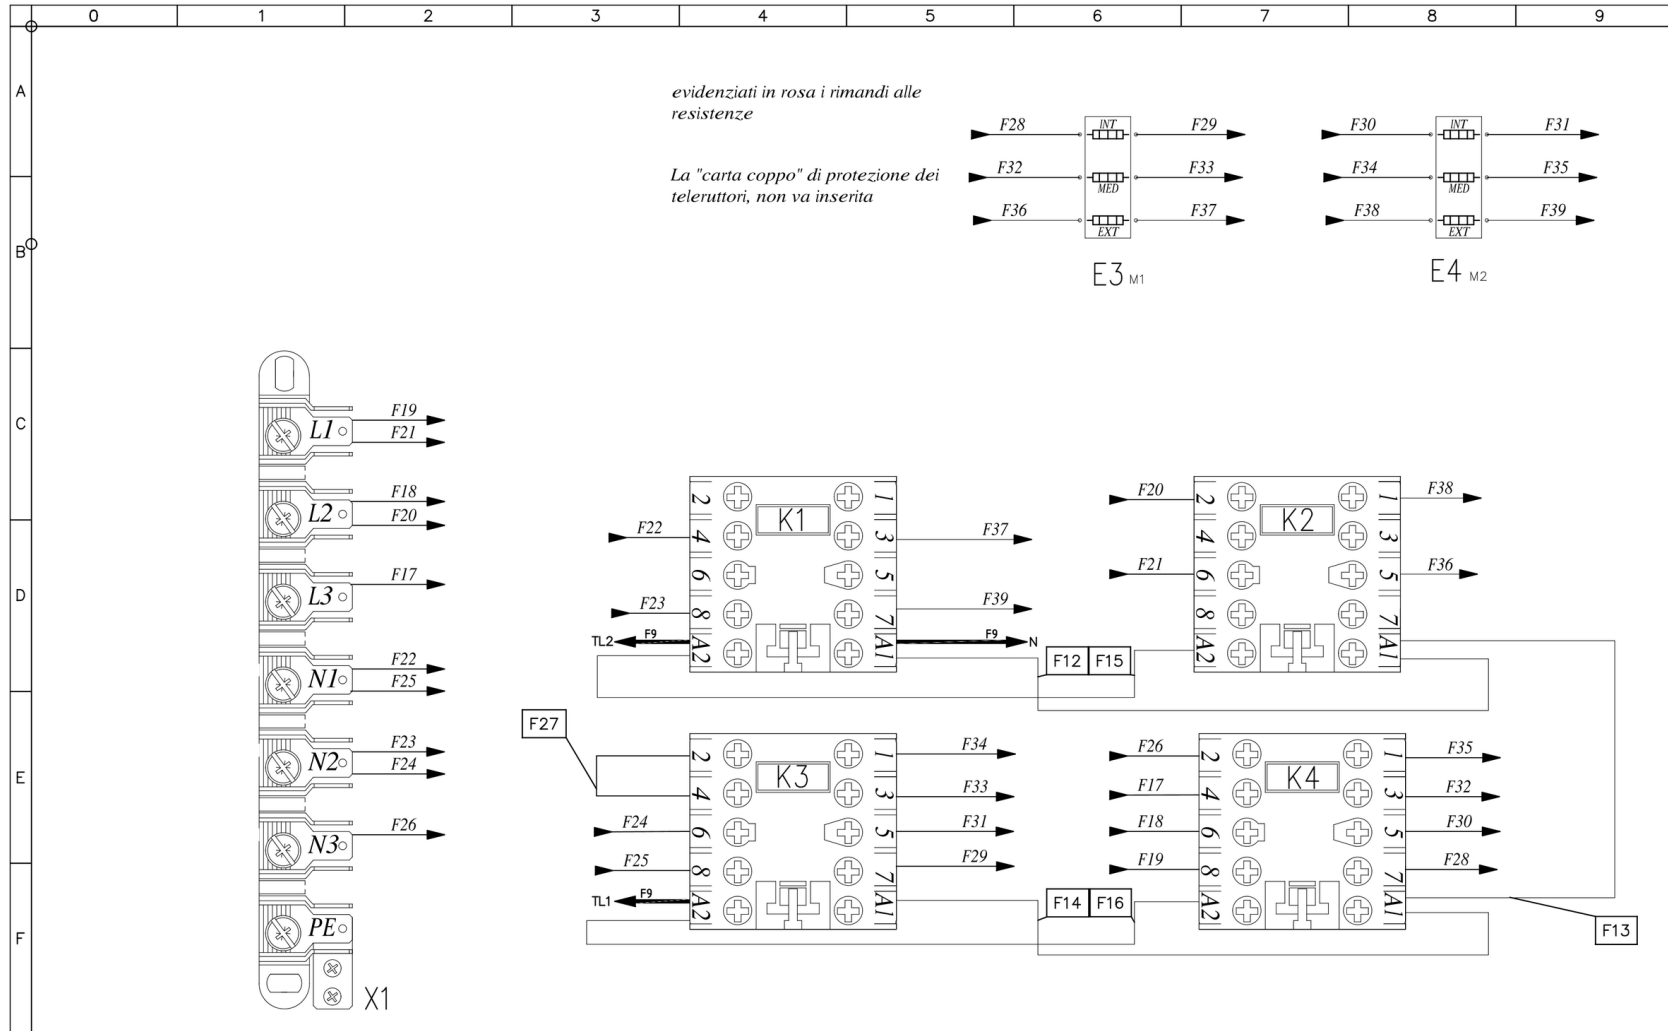 0 1 2 3 4 5 6 7 8 9
A
evidenziati in rosa i rimandi alle
resistenze
F28 INT F29 F30 INT F31
La "carta coppo" di protezione dei
teleruttori, non va inserita
F32 MED F33 F34 MED F35
F36 EXT F37 F38 EXT F39
B
E3 M1 E4 M2
C
F19
L1 F21
F18
L2 F20
D
F17
L3
F22
N1 F25
E
F23
N2 F24
F26
N3
F
PE
X1
2 K1 1
F22 4 3 F37
6 5
F23 8 7 F39
TL2 F9 A2 A1 F9 N
F12 F15
F20 2 K2 1 F38
4 3
F21 6 5 F36
8 7
A2 A1
F27
2 K3 1 F34
4 3 F33
F24 6 5 F31
F25 8 7 F29
TL1 F9 A2 A1
F14 F16
F26 2 K4 1 F35
F17 4 3 F32
F18 6 5 F30
F19 8 7 F28
A2 A1
F13